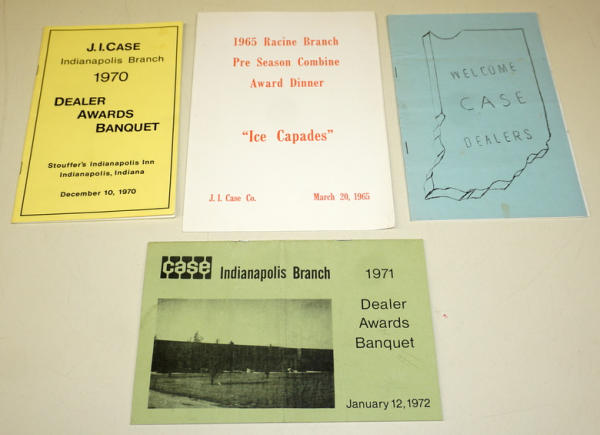 J.I.CASE
Indianapolis Branch
1970
DEALER
AWARDS
BANQUET
Stouffer's Indianapolis Inn
Indianapolis, Indiana
December 10, 1970
1965 Racine Branch
Pre Season Combine
Award Dinner
"Ice Capades"
J. I. Case Co. March 20, 1965
WELCOME
CASE
DEALERS
case Indianapolis Branch 1971
Dealer
Awards
Banquet
January 12, 1972